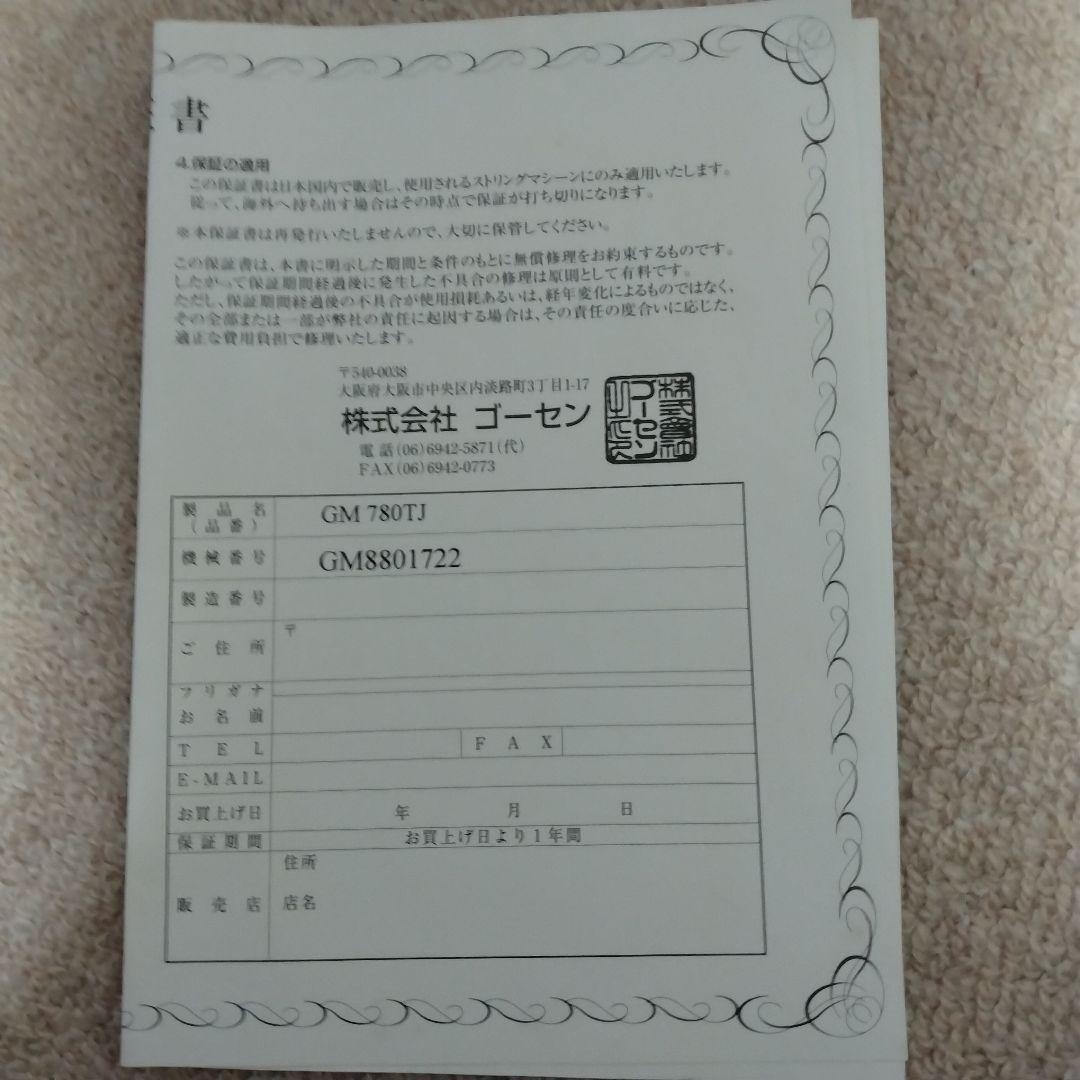 書
4.保証の適用
この保証書は日本国内で販売し、使用されるストリングマシーンにのみ適用いたします。
従って、海外へ持ち出す場合はその時点で保証が打ち切りになります。
※本保証書は再発行いたしませんので、大切に保管してください。
この保証書は、本書に明示した期間と条件のもとに無償修理をお約束するものです。
したがって保証期間経過後に発生した不具合の修理は原則として有料です。
ただし、保証期間経過後の不具合が使用損耗あるいは、経年変化によるものではなく、
その全部または一部が弊社の責任に起因する場合は、その責任の度合いに応じた、
適正な費用負担で修理いたします。
〒540-0038
大阪府大阪市中央区内淡路町3丁目1-17
株式会社 ゴーセン
電話(06)6942-5871(代)
FAX(06)6942-0773
株式會社
ゴーセン
之印
製品名
(品番)
GM 780TJ
機械番号 GM8801722
製造番号
ご住所 〒
フリガナ
お名前
TEL FAX
E-MAIL
お買上げ日 年 月 日
保証期間 お買上げ日より1年間
販売店 住所
店名